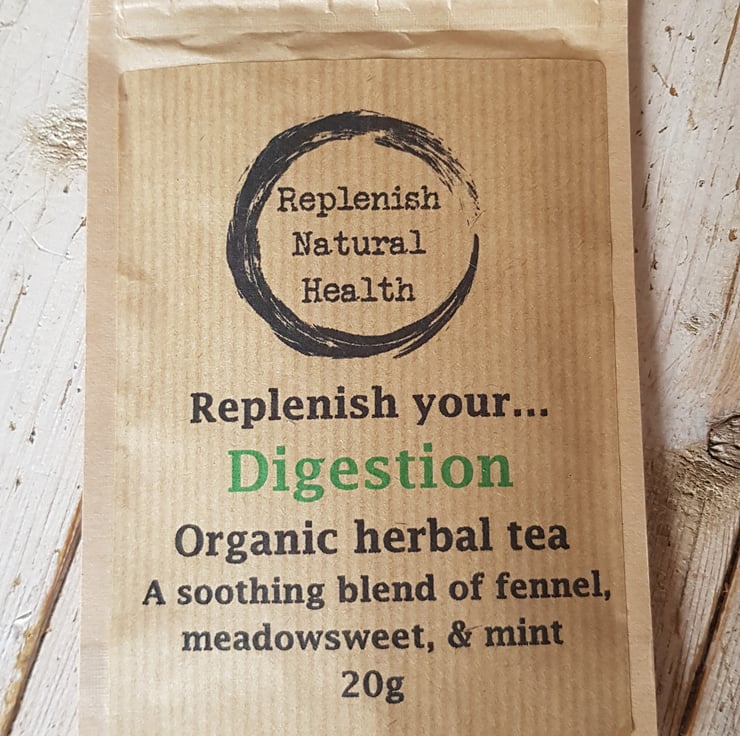 Replenish
Natural
Health
Replenish your...
Digestion
Organic herbal tea
A soothing blend of fennel,
meadowsweet, & mint
20g